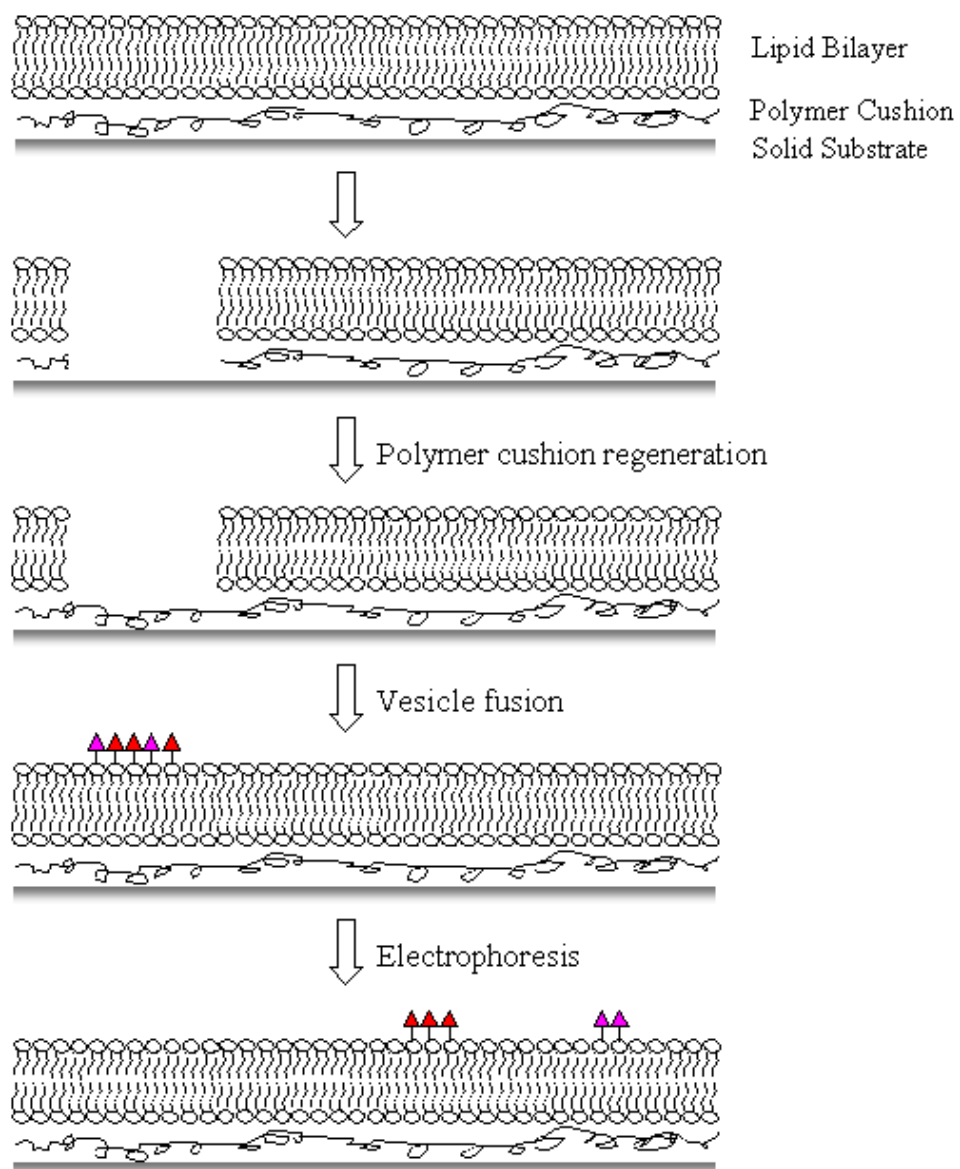 Lipid Bilayer
Polymer Cushion
Solid Substrate
Polymer cushion regeneration
Vesicle fusion
Electrophoresis